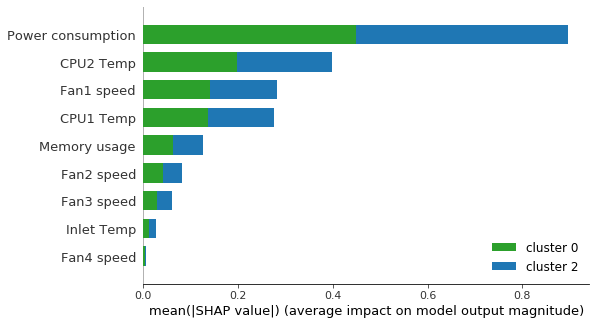 Power consumption
CPU2 Temp
Fan1 speed
CPU1 Temp
Memory usage
Fan2 speed
Fan3 speed
Inlet Temp
Fan4 speed
cluster 0
cluster 2
0.0 0.2 0.4 0.6 0.8
mean(|SHAP value|) (average impact on model output magnitude)